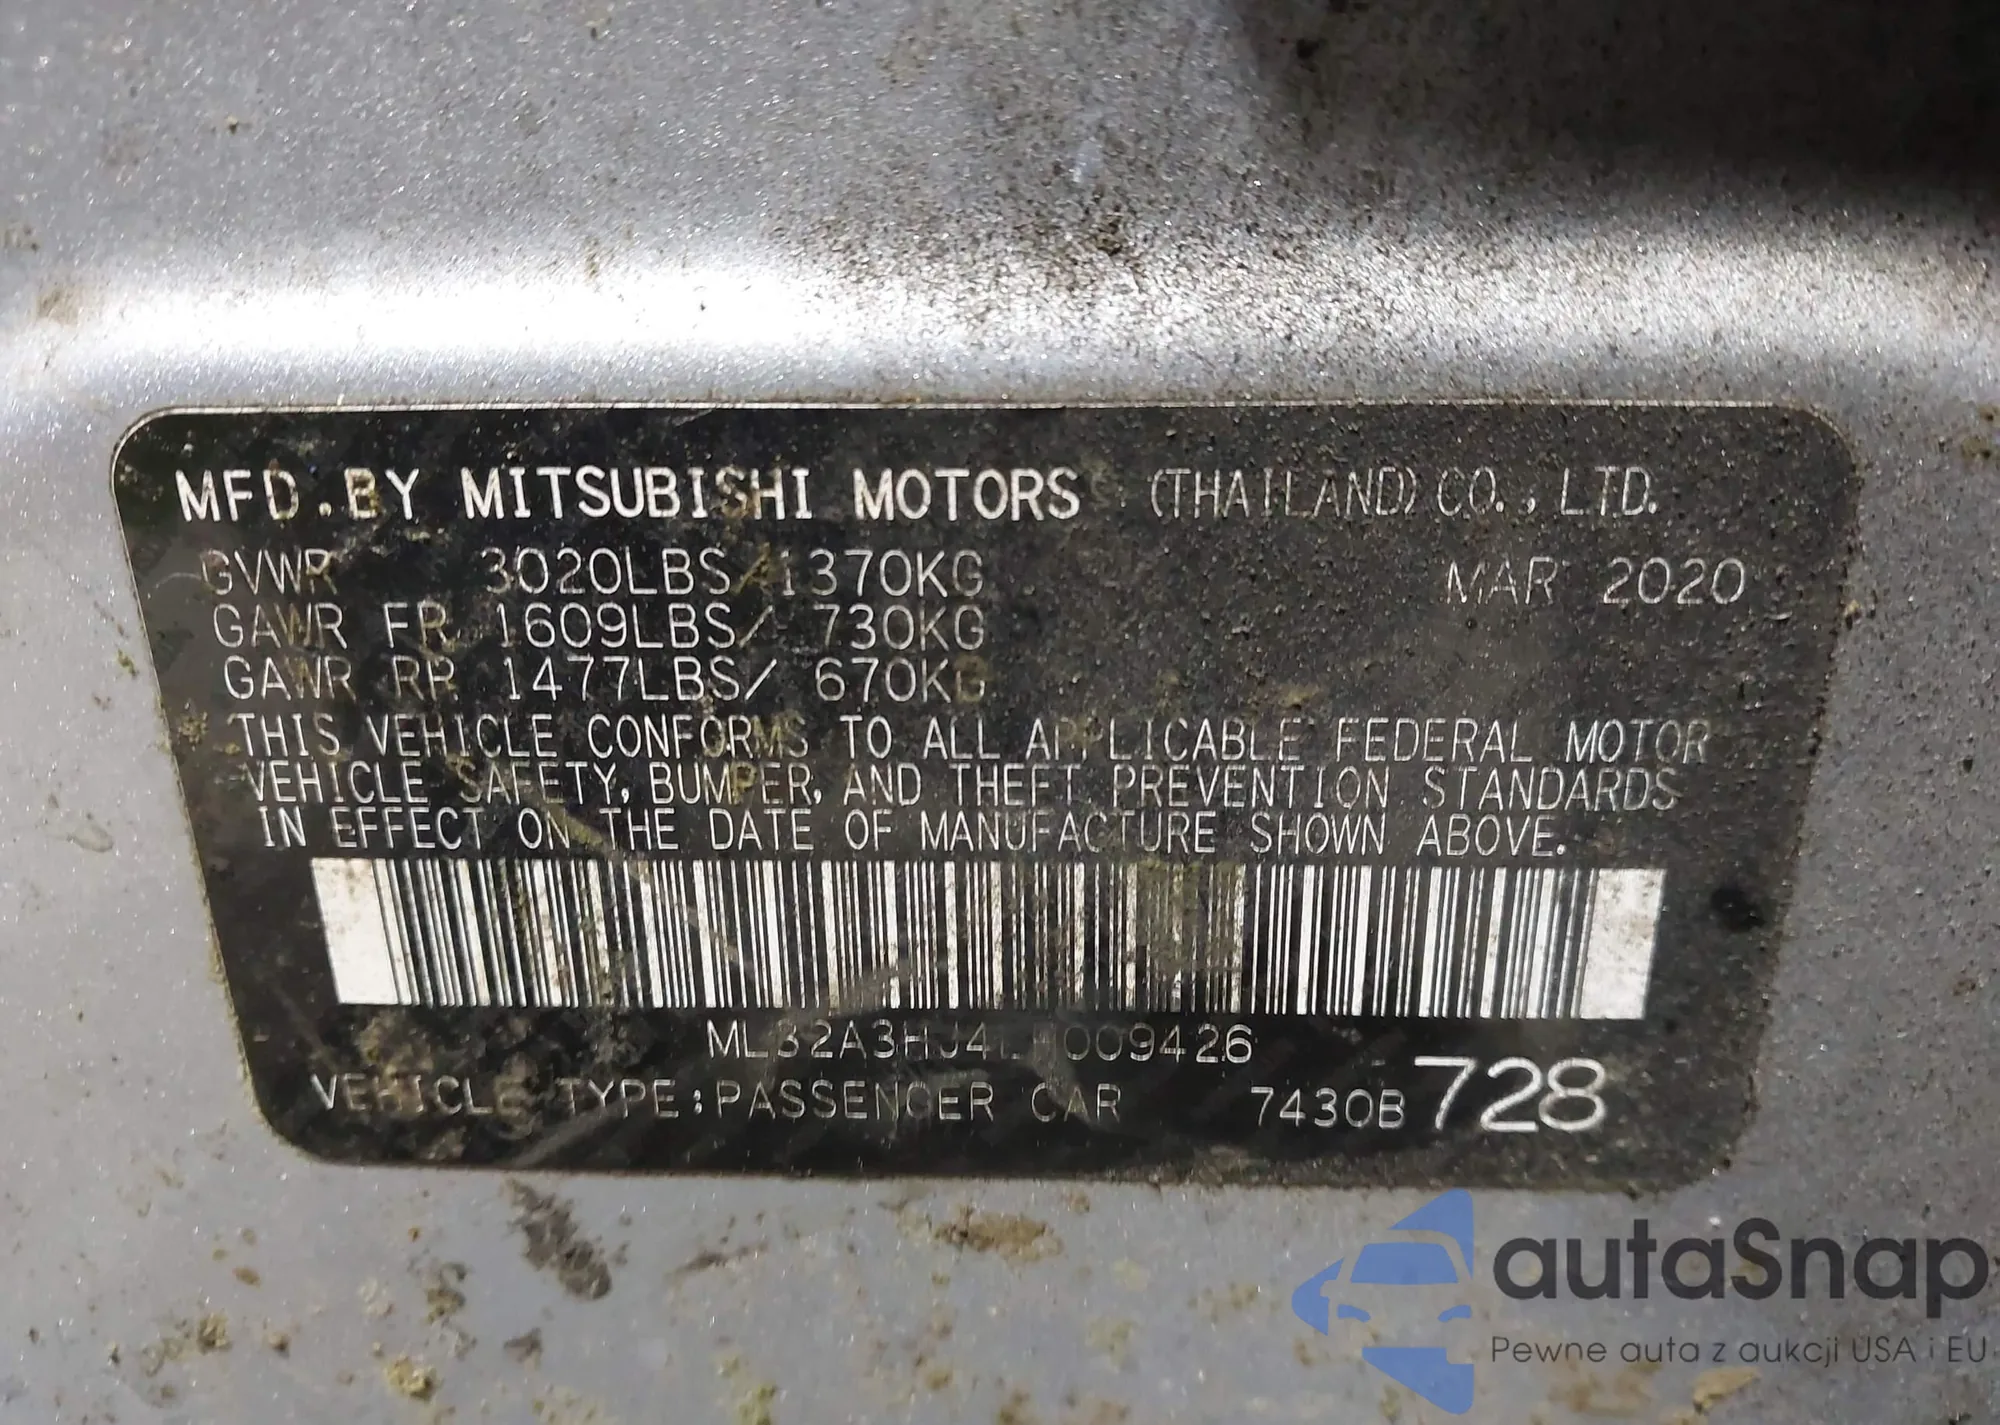 MFD.BY MITSUBISHI MOTORS (THAILAND) CO., LTD.
GVWR 3020LBS/1370KG MAR 2020
GAWR FR 1609LBS/ 730KG
GAWR RR 1477LBS/ 670KG
THIS VEHICLE CONFORMS TO ALL APPLICABLE FEDERAL MOTOR
VEHICLE SAFETY, BUMPER, AND THEFT PREVENTION STANDARDS
IN EFFECT ON THE DATE OF MANUFACTURE SHOWN ABOVE.
VEHICLE TYPE:PASSENGER CAR 7430B 728
autaSnap
Pewne auta z aukcji USA i EU